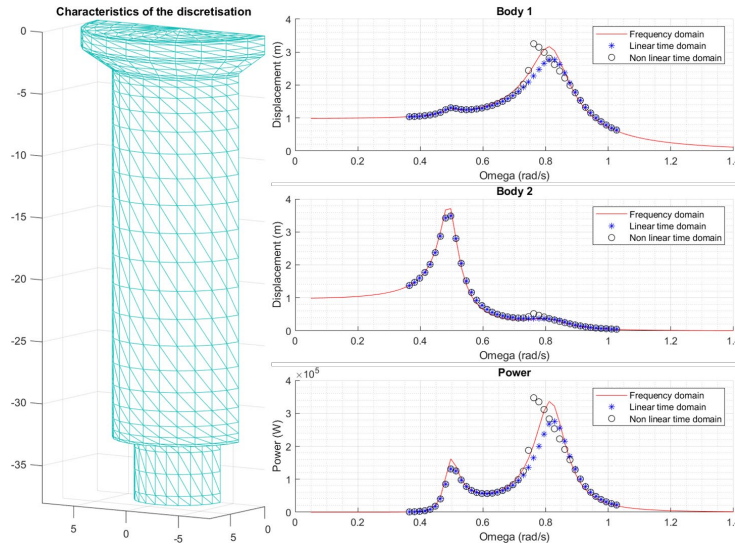 Characteristics of the discretisation
0
-5
-10
-15
-20
-25
-30
-35
5
0
-5
5
0
Body 1
Displacement (m)
4
3
2
1
0
Frequency domain
Linear time domain
Non linear time domain
0
0.2
0.4
0.6
0.8
1
1.2
1.4
Omega (rad/s)
Body 2
Displacement (m)
4
3
2
1
0
Frequency domain
Linear time domain
Non linear time domain
0
0.2
0.4
0.6
0.8
1
1.2
1.4
Omega (rad/s)
Power
× 10⁵
Power (W)
4
3
2
1
0
Frequency domain
Linear time domain
Non linear time domain
0
0.2
0.4
0.6
0.8
1
1.2
Omega (rad/s)